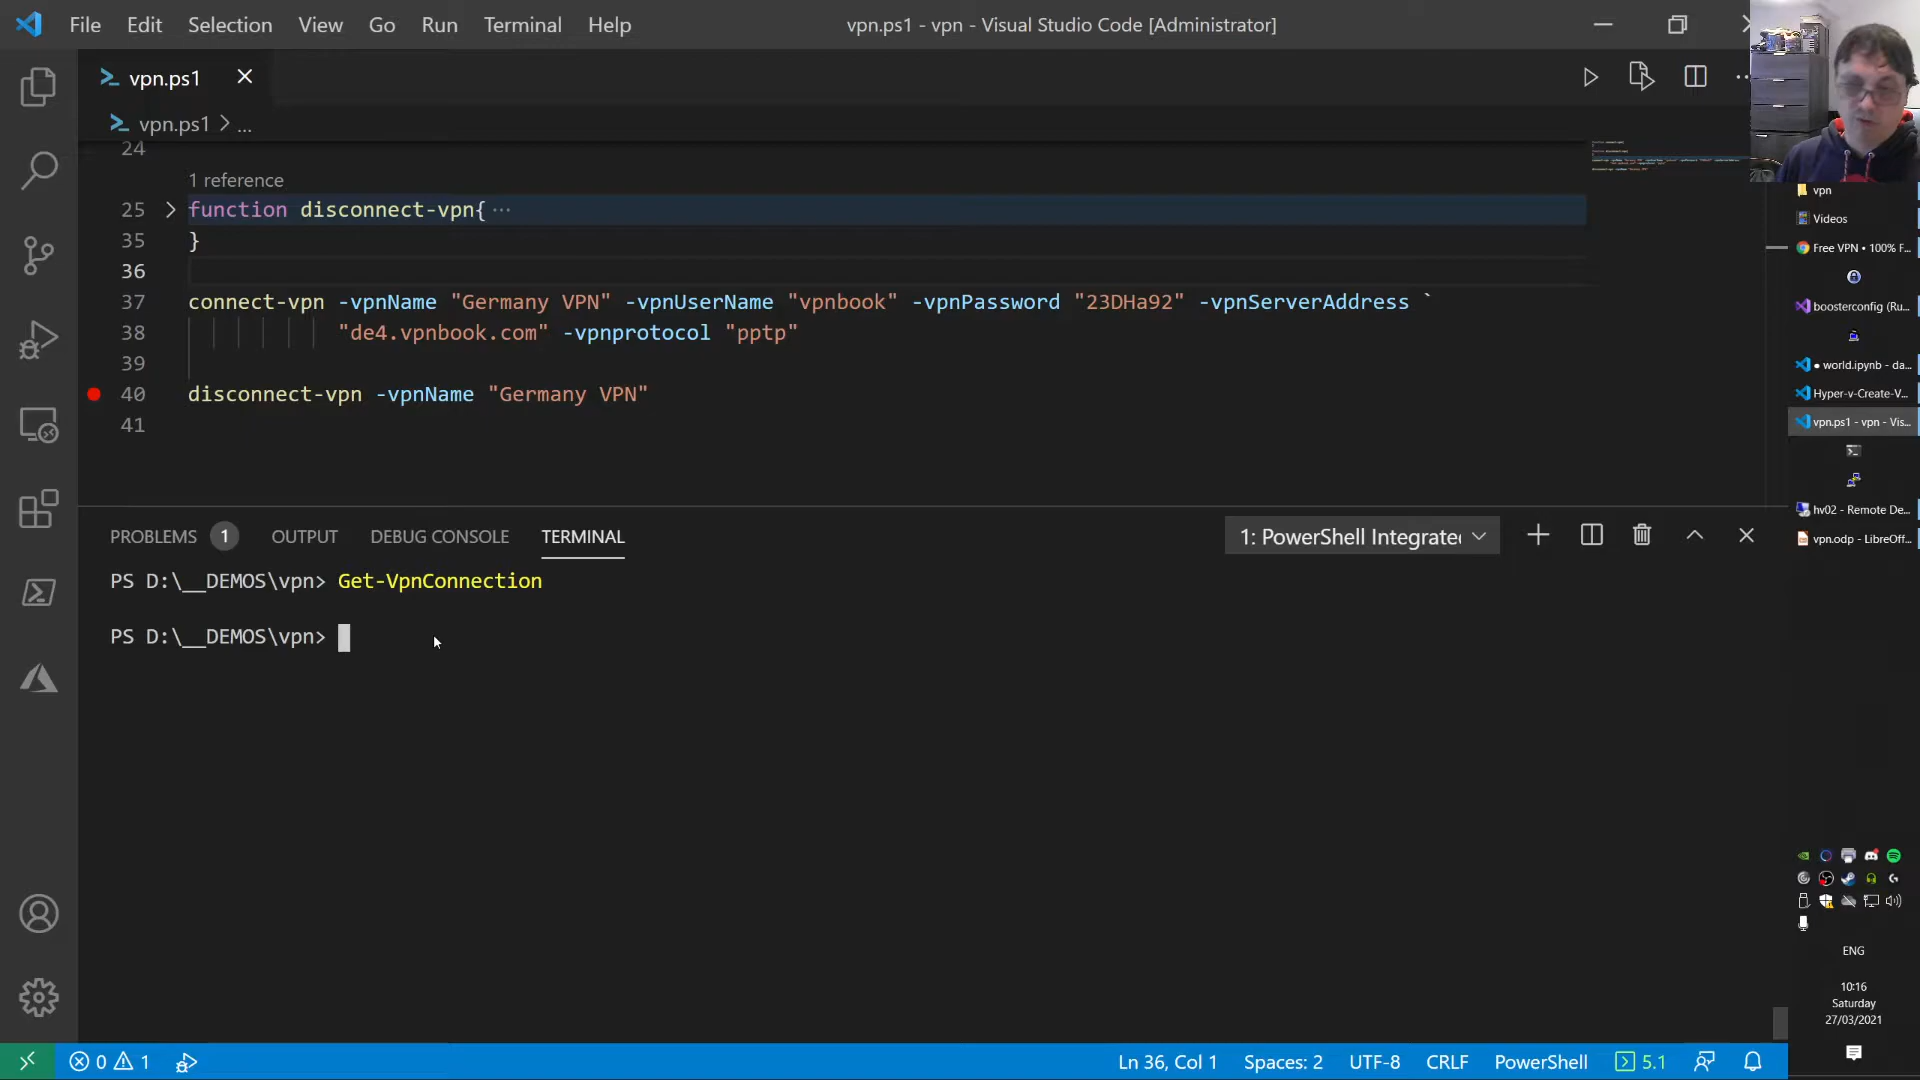 File Edit Selection View Go Run Terminal Help
vpn.ps1 - vpn - Visual Studio Code [Administrator]
vpn.ps1
vpn.ps1 > ...
24
1 reference
25 function disconnect-vpn{ ...
35 }
36
37 connect-vpn -vpnName "Germany VPN" -vpnUserName "vpnbook" -vpnPassword "23DHa92" -vpnServerAddress `
38 "de4.vpnbook.com" -vpnprotocol "pptp"
39
40 disconnect-vpn -vpnName "Germany VPN"
41
PROBLEMS 1 OUTPUT DEBUG CONSOLE TERMINAL
1: PowerShell Integrated
PS D:\__DEMOS\vpn> Get-VpnConnection
PS D:\__DEMOS\vpn>
0 1
Ln 36, Col 1 Spaces: 2 UTF-8 CRLF PowerShell 5.1
vpn
Videos
Free VPN • 100% F...
boosterconfig (Ru...
● world.ipynb - da...
Hyper-v-Create-V...
vpn.ps1 - vpn - Vis...
hv02 - Remote De...
vpn.odp - LibreOff...
ENG
10:16
Saturday
27/03/2021